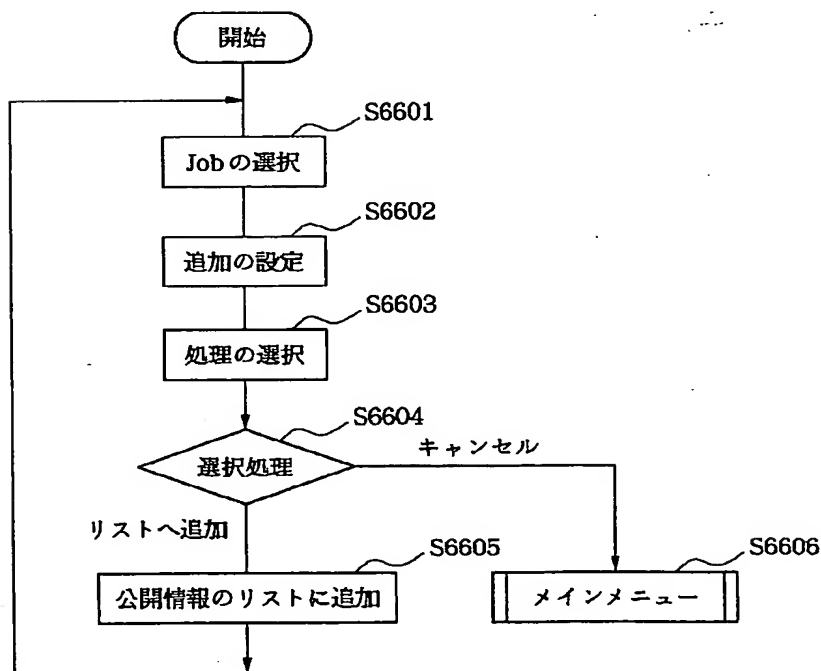 開始
S6601
Jobの選択
S6602
追加の設定
S6603
処理の選択
S6604
選択処理
キャンセル
リストへ追加
S6605
公開情報のリストに追加
S6606
メインメニュー